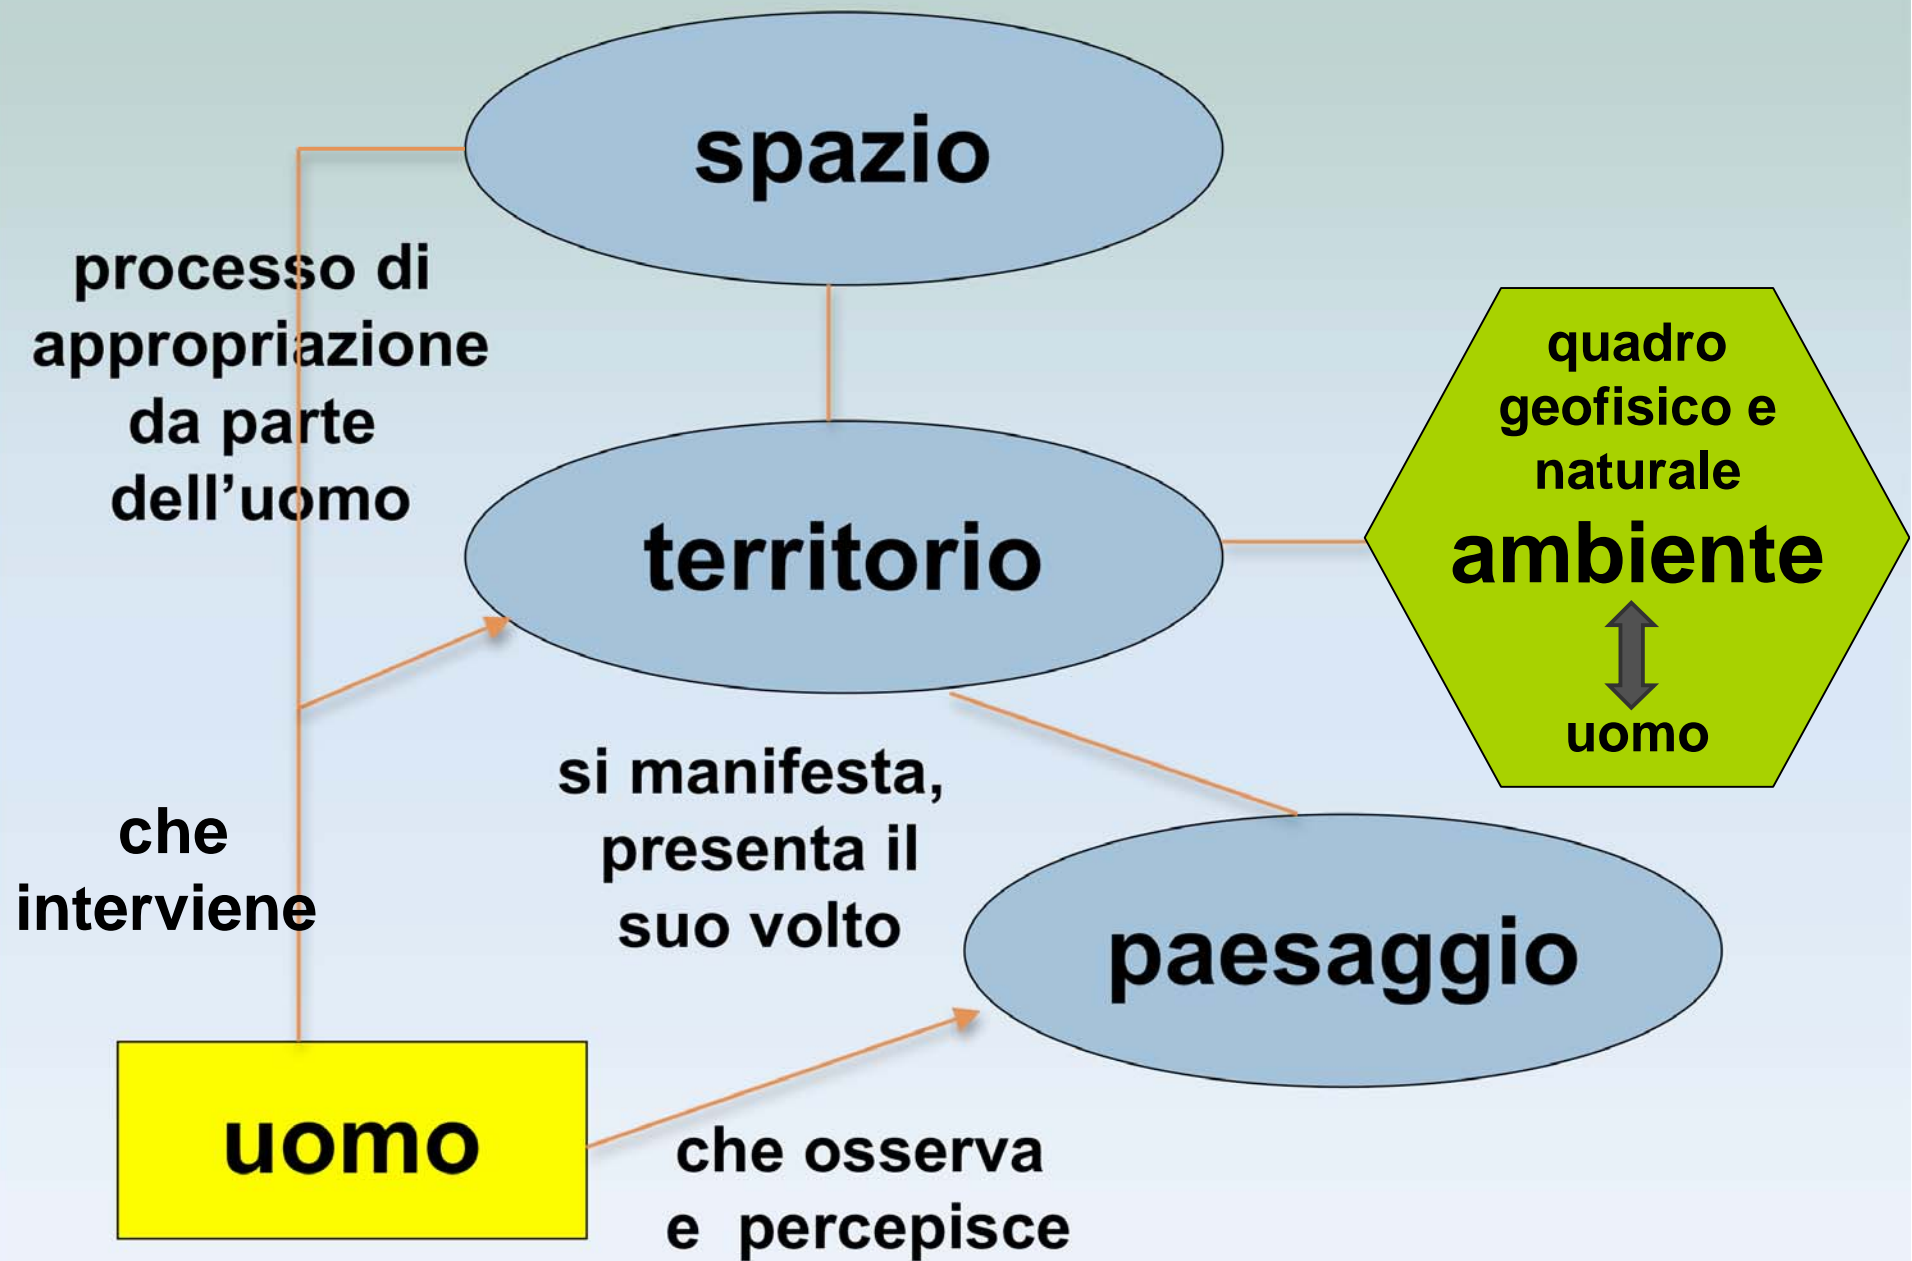 spazio
processo di
appropriazione
da parte
dell’uomo
quadro
geofisico e
naturale
ambiente
uomo
territorio
si manifesta,
presenta il
suo volto
che
interviene
paesaggio
uomo
che osserva
e percepisce